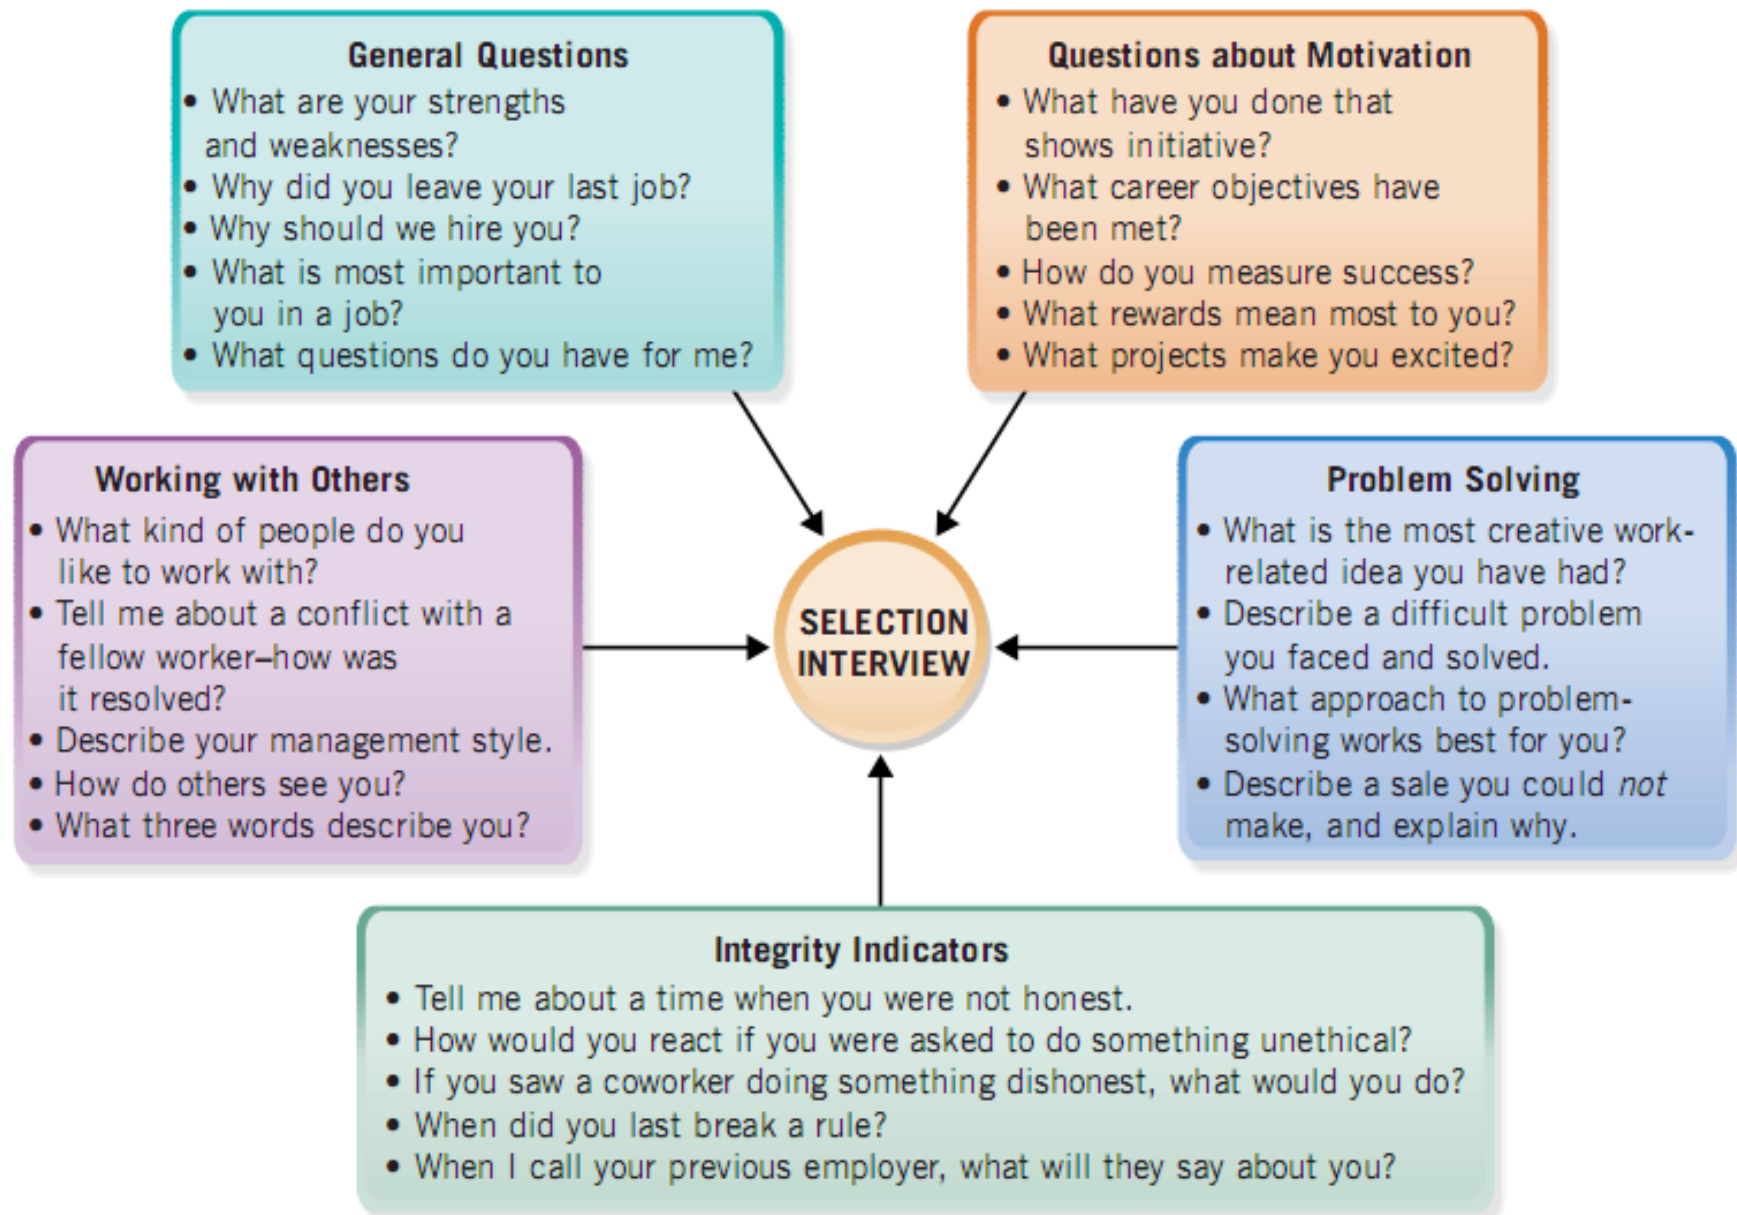 General Questions
• What are your strengths
and weaknesses?
• Why did you leave your last job?
• Why should we hire you?
• What is most important to
you in a job?
• What questions do you have for me?
Questions about Motivation
• What have you done that
shows initiative?
• What career objectives have
been met?
• How do you measure success?
• What rewards mean most to you?
• What projects make you excited?
Working with Others
• What kind of people do you
like to work with?
• Tell me about a conflict with a
fellow worker–how was
it resolved?
• Describe your management style.
• How do others see you?
• What three words describe you?
SELECTION
INTERVIEW
Problem Solving
• What is the most creative work-
related idea you have had?
• Describe a difficult problem
you faced and solved.
• What approach to problem-
solving works best for you?
• Describe a sale you could not
make, and explain why.
Integrity Indicators
• Tell me about a time when you were not honest.
• How would you react if you were asked to do something unethical?
• If you saw a coworker doing something dishonest, what would you do?
• When did you last break a rule?
• When I call your previous employer, what will they say about you?